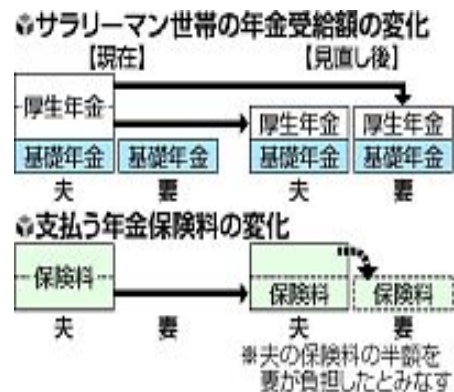 サラリーマン世帯の年金受給額の変化
【現在】 【見直し後】
厚生年金 厚生年金 厚生年金
基礎年金 基礎年金 基礎年金 基礎年金
夫 妻 夫 妻
支払う年金保険料の変化
保険料 保険料 保険料
夫 妻 夫 妻
※夫の保険料の半額を
妻が負担したとみなす